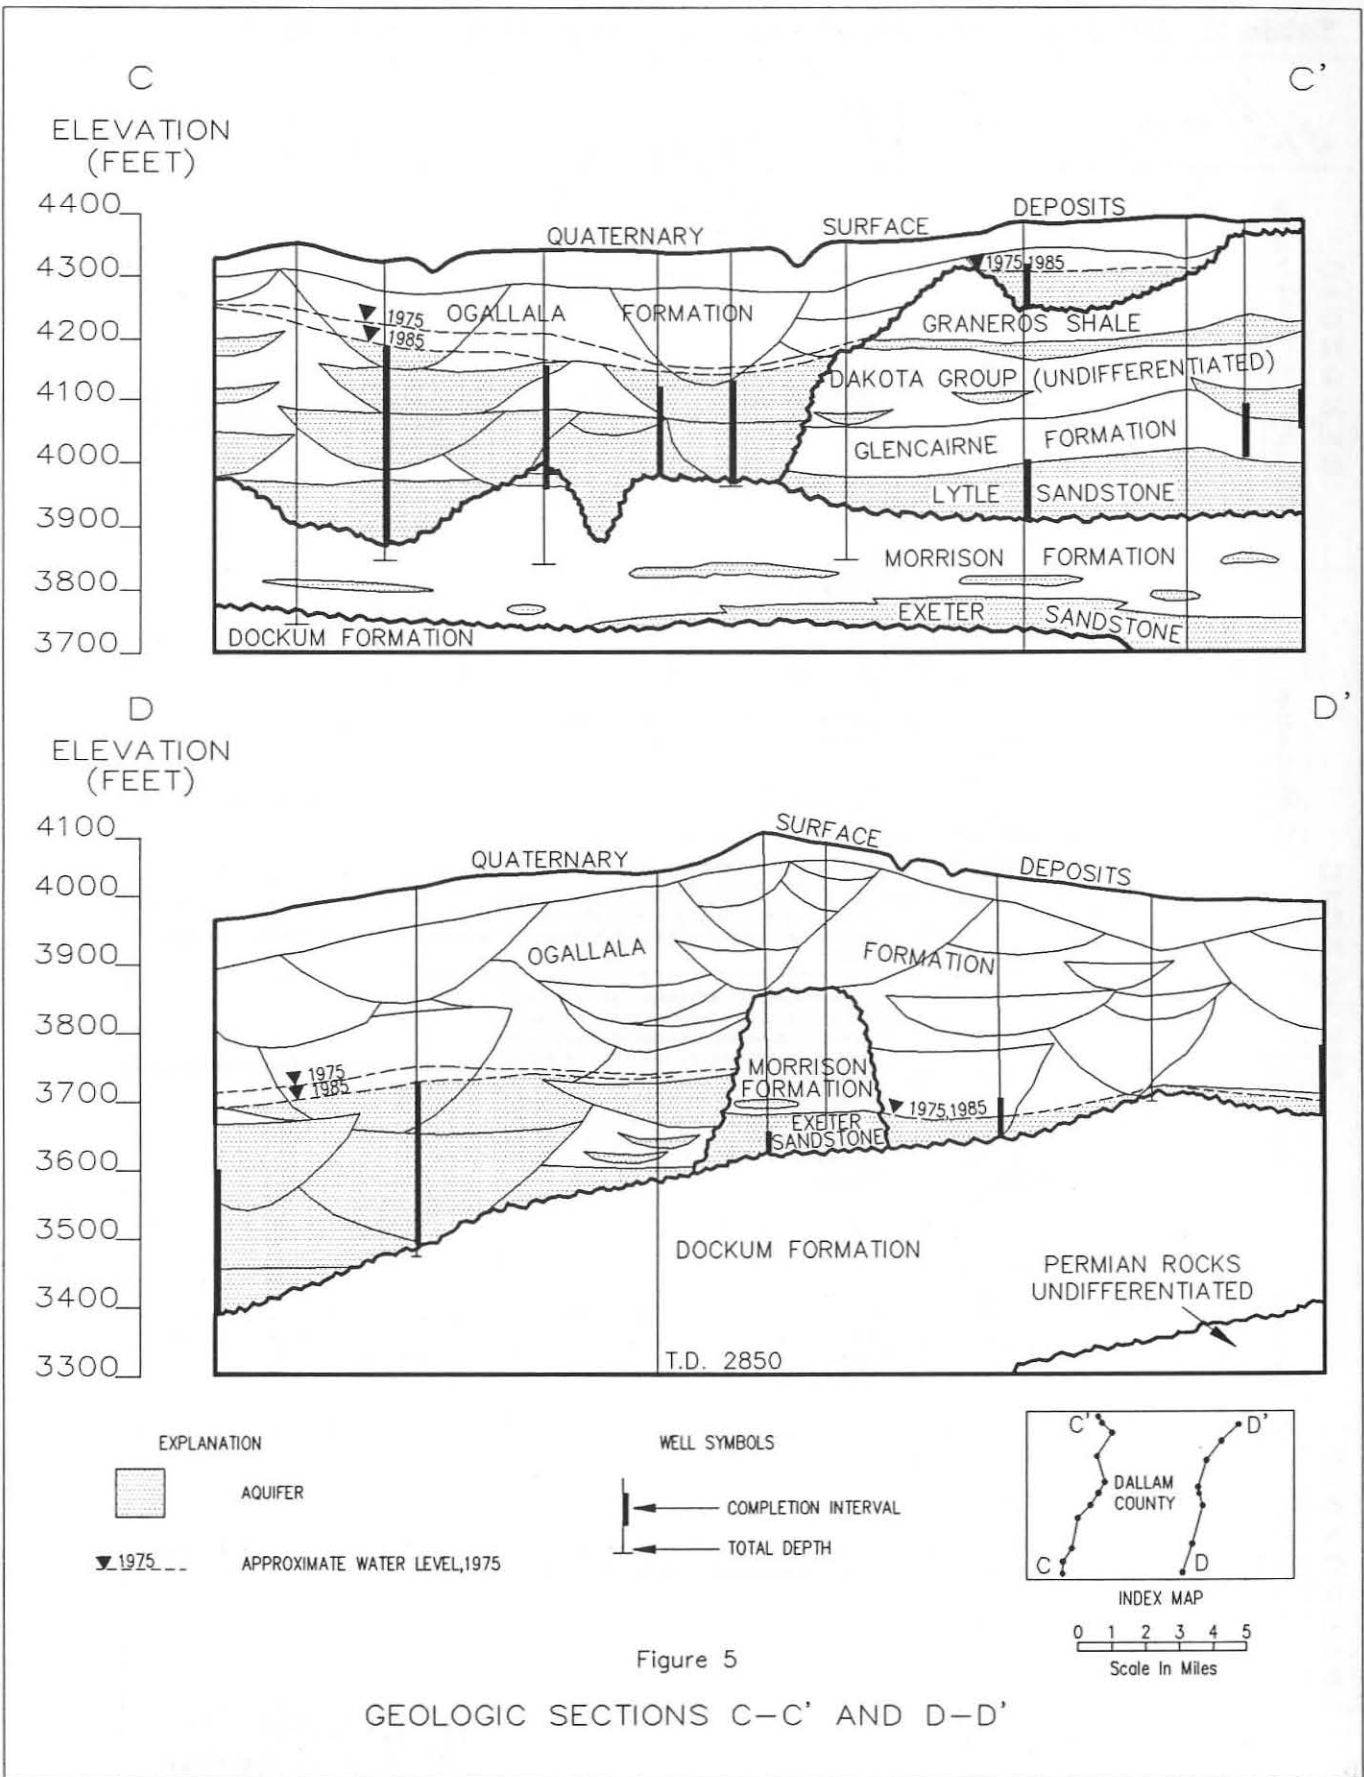 C C'
ELEVATION
(FEET)
4400
4300
4200
4100
4000
3900
3800
3700
QUATERNARY SURFACE DEPOSITS
1975 1985
1975
1985
OGALLALA FORMATION
GRANEROS SHALE
DAKOTA GROUP (UNDIFFERENTIATED)
GLENCAIRNE FORMATION
LYTLE SANDSTONE
MORRISON FORMATION
EXETER SANDSTONE
DOCKUM FORMATION
D D'
ELEVATION
(FEET)
4100
4000
3900
3800
3700
3600
3500
3400
3300
QUATERNARY SURFACE DEPOSITS
OGALLALA FORMATION
1975
1985
MORRISON
FORMATION
1975,1985
EXEITER
SANDSTONE
DOCKUM FORMATION
PERMIAN ROCKS
UNDIFFERENTIATED
T.D. 2850
EXPLANATION
AQUIFER
1975
APPROXIMATE WATER LEVEL,1975
WELL SYMBOLS
COMPLETION INTERVAL
TOTAL DEPTH
C' D'
DALLAM
COUNTY
C D
INDEX MAP
0 1 2 3 4 5
Scale In Miles
Figure 5
GEOLOGIC SECTIONS C-C' AND D-D'